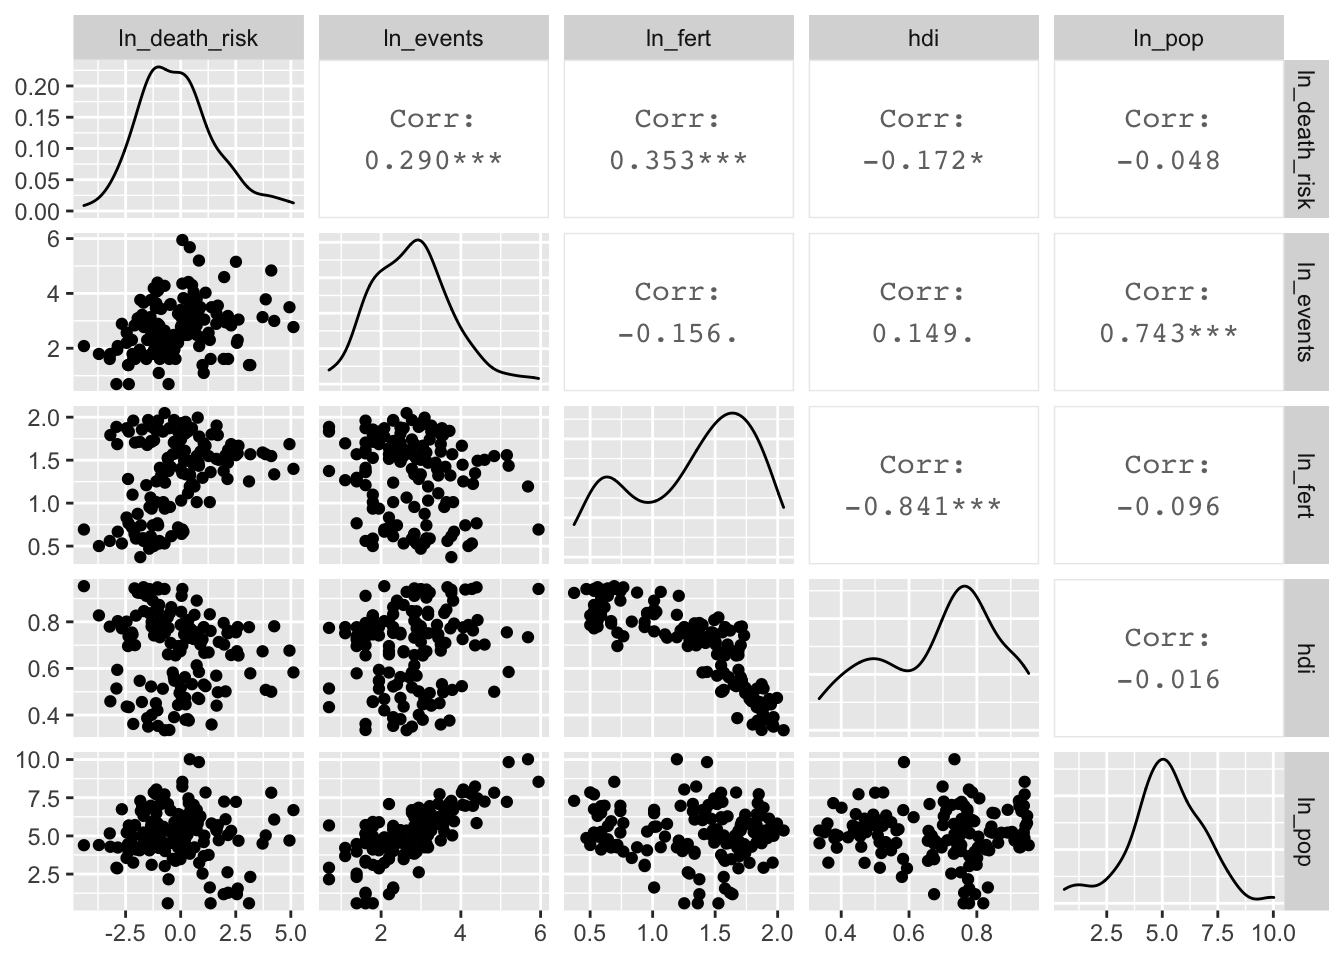 ln_death_risk ln_events ln_fert hdi ln_pop
0.20
0.15
0.10
0.05
0.00
Corr:
0.290***
Corr:
0.353***
Corr:
-0.172*
Corr:
-0.048
ln_death_risk
6
4
2
Corr:
-0.156.
Corr:
0.149.
Corr:
0.743***
ln_events
2.0
1.5
1.0
0.5
Corr:
-0.841***
Corr:
-0.096
ln_fert
0.8
0.6
0.4
Corr:
-0.016
hdi
10.0
7.5
5.0
2.5
ln_pop
-2.5 0.0 2.5 5.0 2 4 6 0.5 1.0 1.5 2.0 0.4 0.6 0.8 2.5 5.0 7.5 10.0